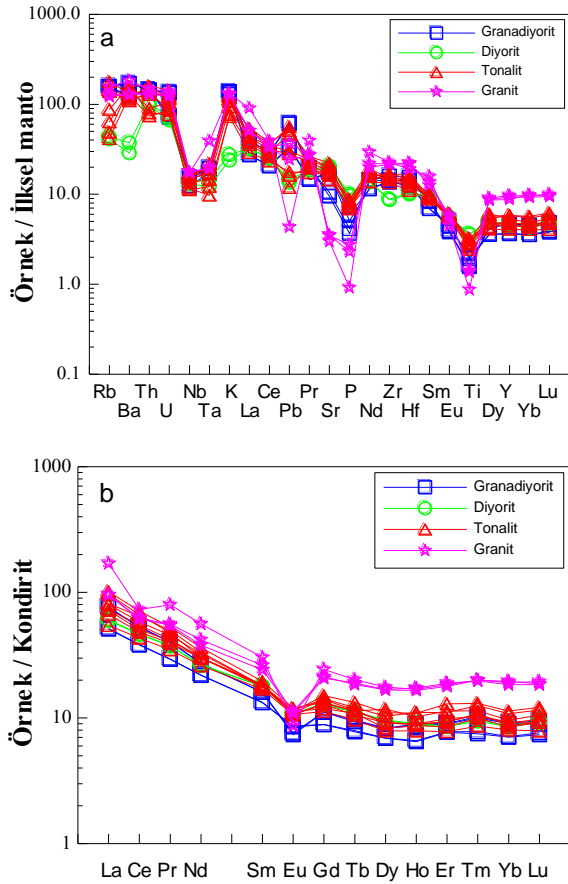 a
1000.0
100.0
10.0
1.0
0.1
Örnek / İlksel manto
Granadiyorit
Diyorit
Tonalit
Granit
Rb Th Nb K Ce Pr P Zr Sm Ti Y Lu
Ba U Ta La Pb Sr Nd Hf Eu Dy Yb
b
1000
100
10
1
Örnek / Kondirit
Granadiyorit
Diyorit
Tonalit
Granit
La Ce Pr Nd Sm Eu Gd Tb Dy Ho Er Tm Yb Lu